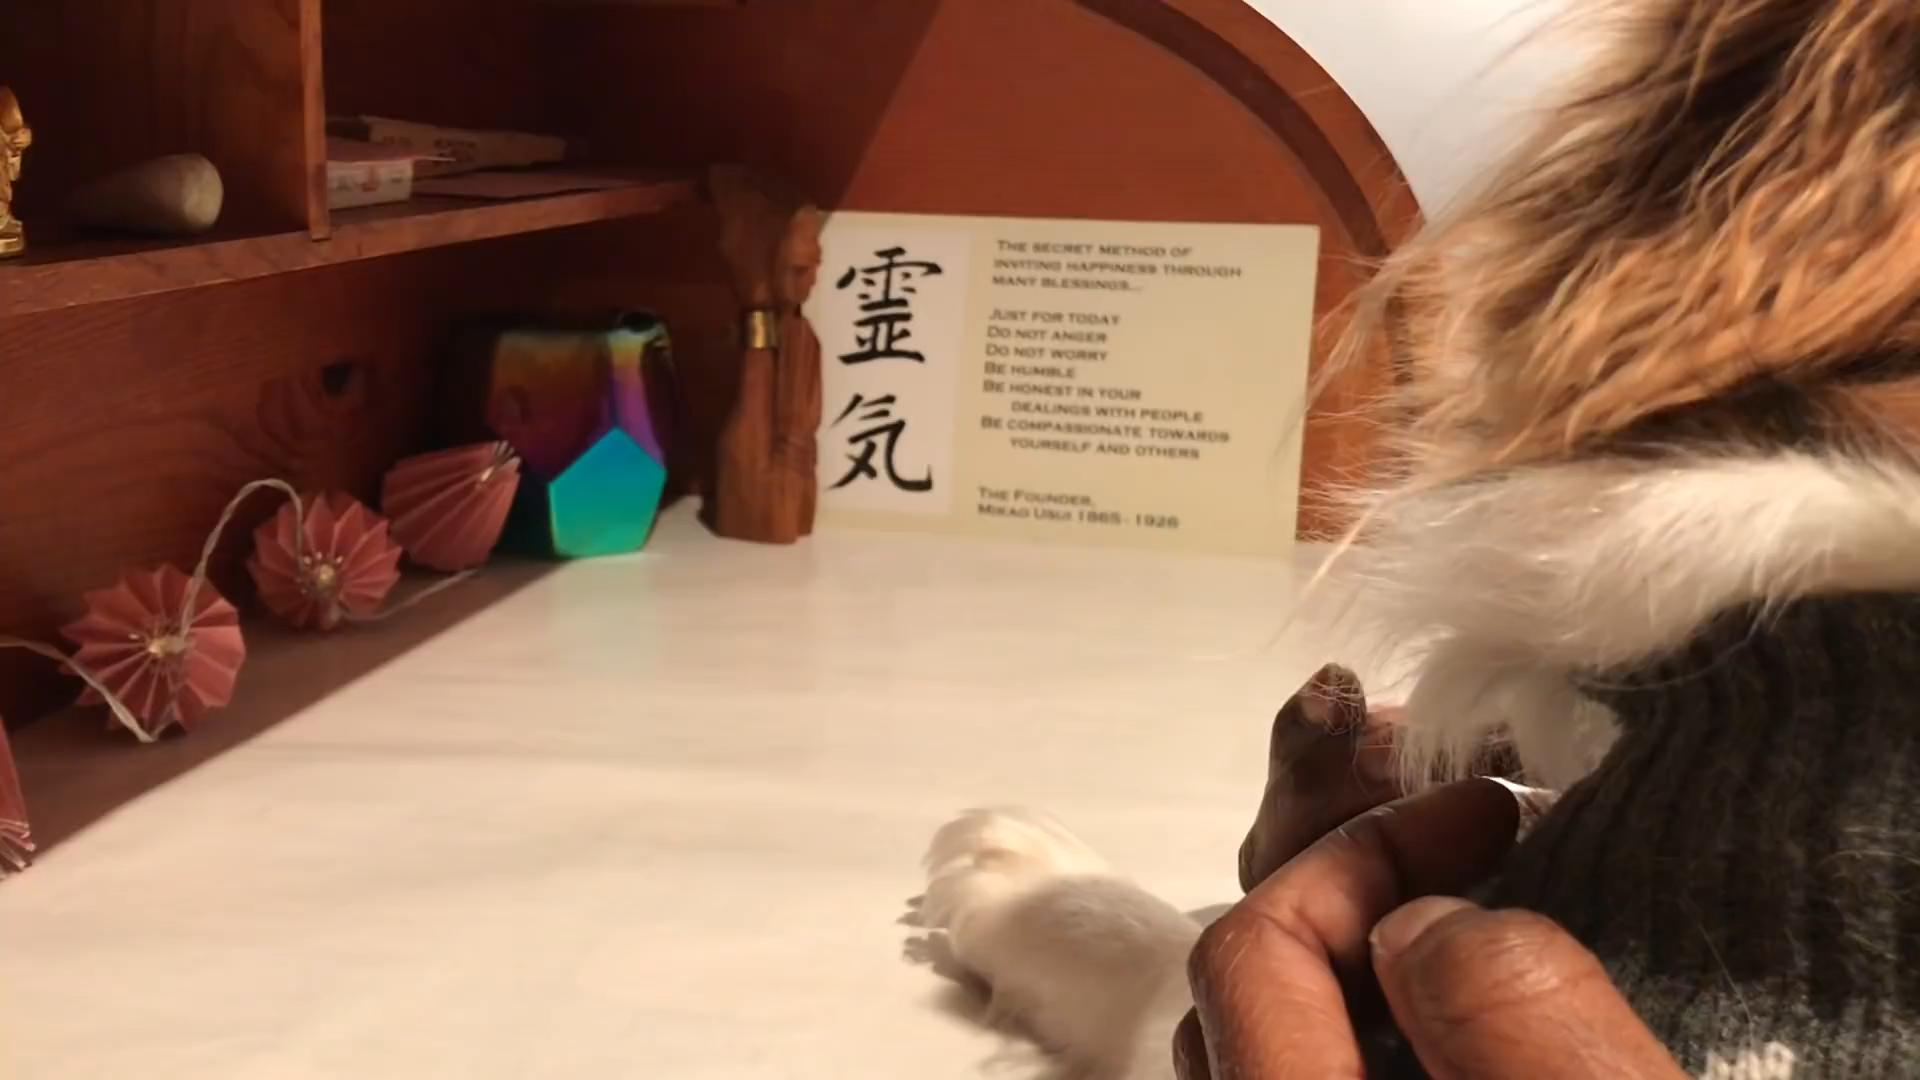 靈
気
THE SECRET METHOD OF
INVITING HAPPINESS THROUGH
MANY BLESSINGS...
JUST FOR TODAY
DO NOT ANGER
DO NOT WORRY
BE HUMBLE
BE HONEST IN YOUR
DEALINGS WITH PEOPLE
BE COMPASSIONATE TOWARDS
YOURSELF AND OTHERS
THE FOUNDER,
MIKAO USUI 1865 - 1926